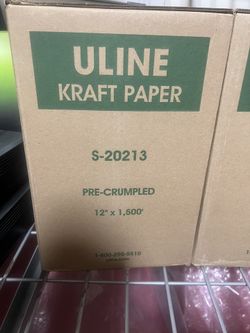 ULINE
KRAFT PAPER
S-20213
PRE-CRUMPLED
12" x 1,500'